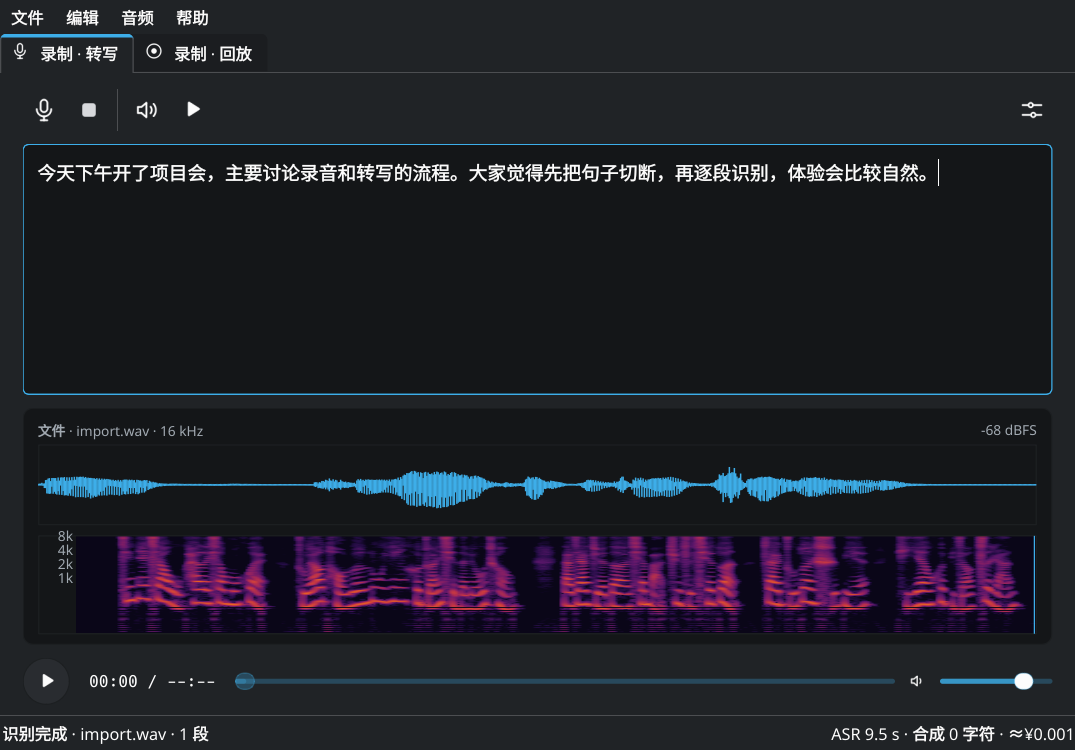 文件 编辑 音频 帮助
录制 · 转写 录制 · 回放
今天下午开了项目会，主要讨论录音和转写的流程。大家觉得先把句子切断，再逐段识别，体验会比较自然。
文件 · import.wav · 16 kHz -68 dBFS
8k
4k
2k
1k
00:00 / --:--
识别完成 · import.wav · 1 段 ASR 9.5 s · 合成 0 字符 · ≈¥0.001